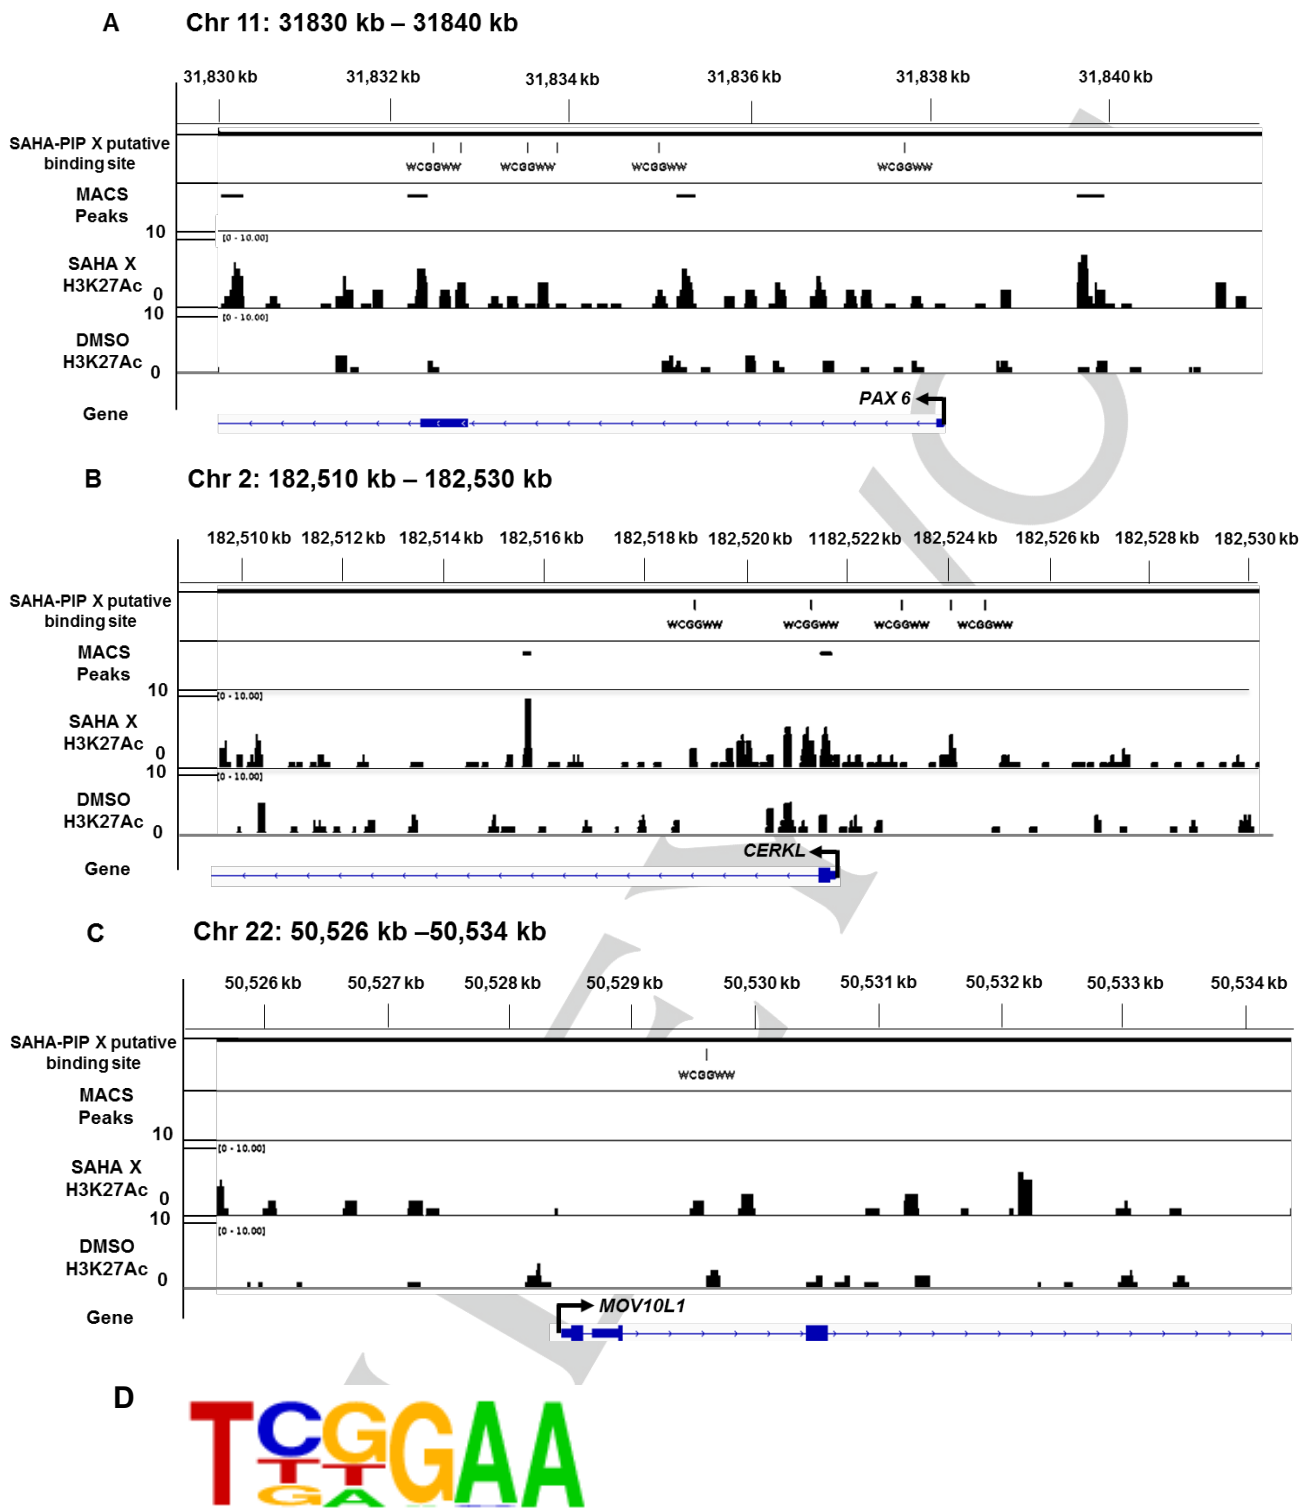 A Chr 11: 31830 kb – 31840 kb
31,830 kb 31,832 kb 31,834 kb 31,836 kb 31,838 kb 31,840 kb
SAHA-PIP X putative
binding site
WCGGWW WCGGWW WCGGWW WCGGWW
MACS
Peaks
10
[0 - 10.00]
SAHA X
H3K27Ac 0
10
[0 - 10.00]
DMSO
H3K27Ac 0
PAX 6
Gene
B Chr 2: 182,510 kb – 182,530 kb
182,510 kb 182,512 kb 182,514 kb 182,516 kb 182,518 kb 182,520 kb 1182,522 kb 182,524 kb 182,526 kb 182,528 kb 182,530 kb
SAHA-PIP X putative
binding site
WCGGWW WCGGWW WCGGWW WCGGWW
MACS
Peaks
10
[0 - 10.00]
SAHA X
H3K27Ac 0
10
[0 - 10.00]
DMSO
H3K27Ac 0
CERKL
Gene
C Chr 22: 50,526 kb –50,534 kb
50,526 kb 50,527 kb 50,528 kb 50,529 kb 50,530 kb 50,531 kb 50,532 kb 50,533 kb 50,534 kb
SAHA-PIP X putative
binding site
WCGGWW
MACS
Peaks
10
[0 - 10.00]
SAHA X
H3K27Ac 0
10
[0 - 10.00]
DMSO
H3K27Ac 0
MOV10L1
Gene
D
TCGGAA